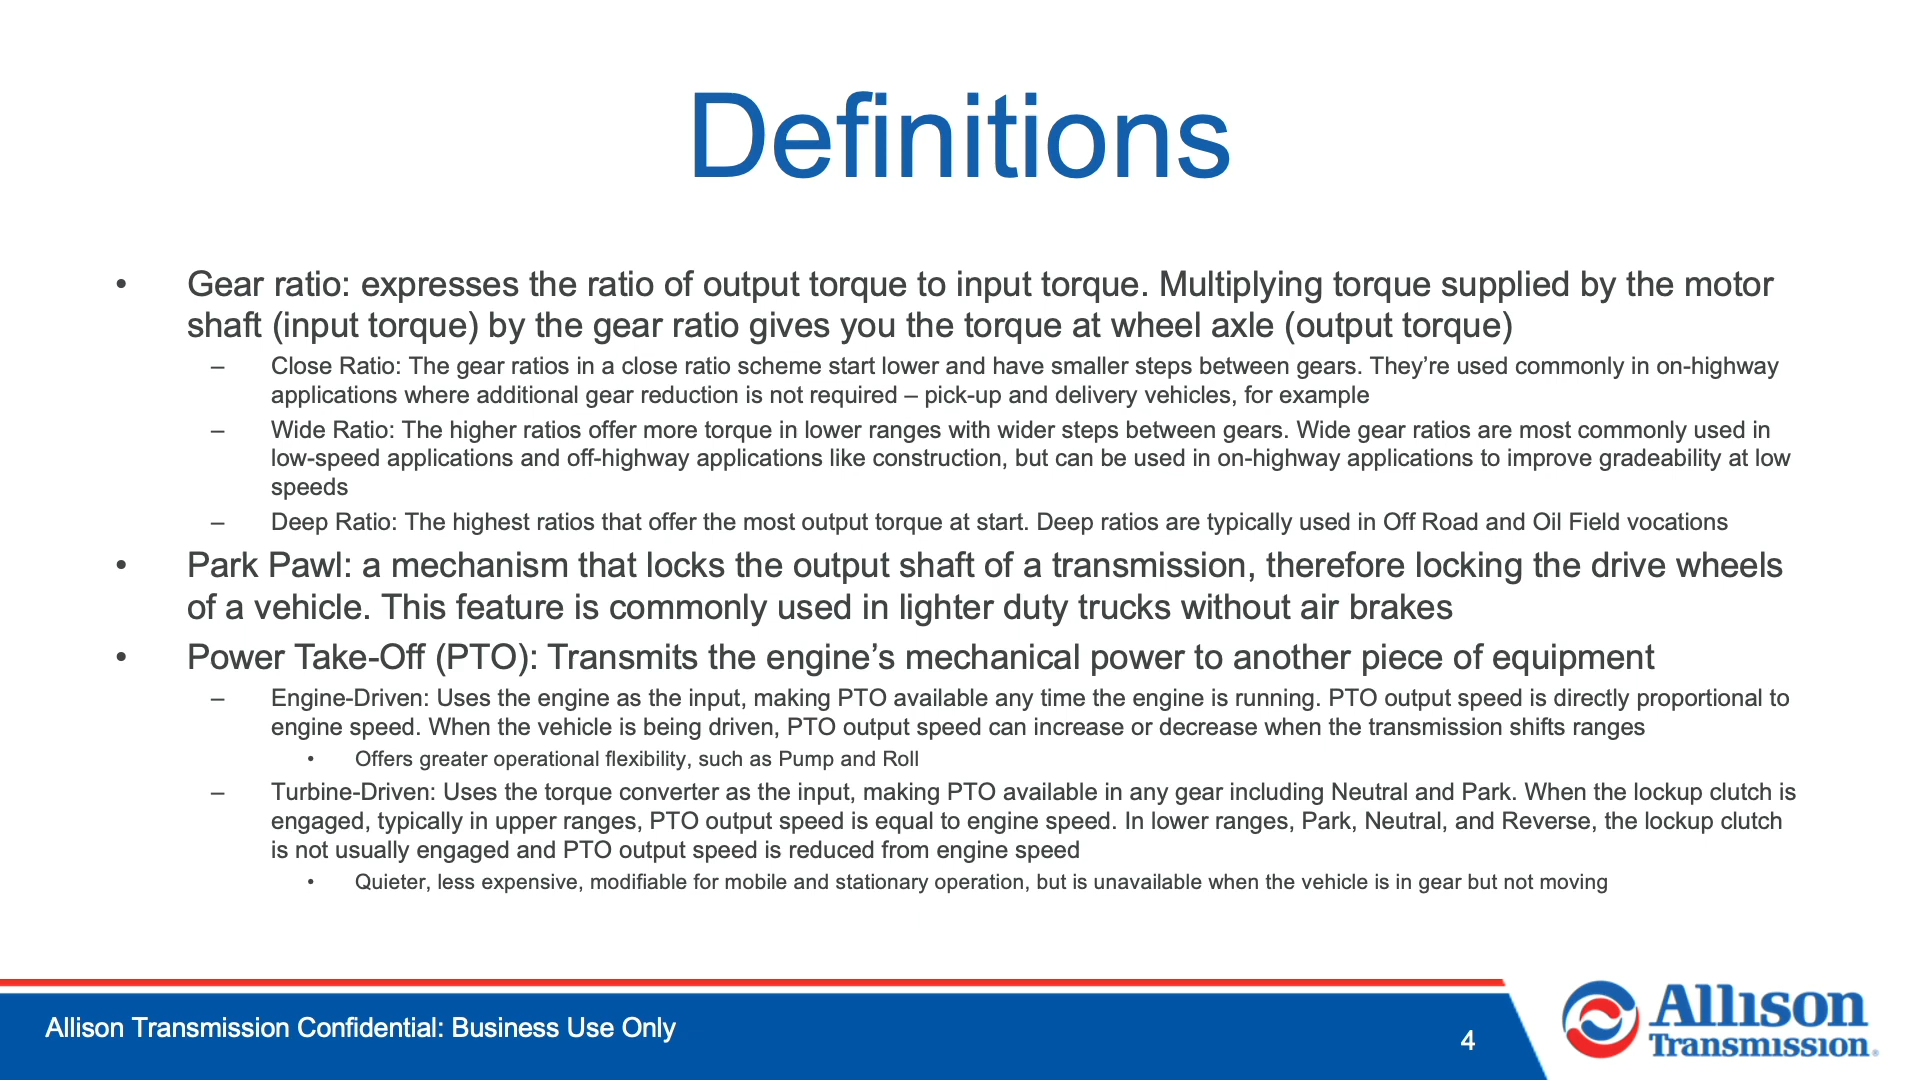 Definitions
• Gear ratio: expresses the ratio of output torque to input torque. Multiplying torque supplied by the motor
shaft (input torque) by the gear ratio gives you the torque at wheel axle (output torque)
– Close Ratio: The gear ratios in a close ratio scheme start lower and have smaller steps between gears. They’re used commonly in on-highway
applications where additional gear reduction is not required – pick-up and delivery vehicles, for example
– Wide Ratio: The higher ratios offer more torque in lower ranges with wider steps between gears. Wide gear ratios are most commonly used in
low-speed applications and off-highway applications like construction, but can be used in on-highway applications to improve gradeability at low
speeds
– Deep Ratio: The highest ratios that offer the most output torque at start. Deep ratios are typically used in Off Road and Oil Field vocations
• Park Pawl: a mechanism that locks the output shaft of a transmission, therefore locking the drive wheels
of a vehicle. This feature is commonly used in lighter duty trucks without air brakes
• Power Take-Off (PTO): Transmits the engine’s mechanical power to another piece of equipment
– Engine-Driven: Uses the engine as the input, making PTO available any time the engine is running. PTO output speed is directly proportional to
engine speed. When the vehicle is being driven, PTO output speed can increase or decrease when the transmission shifts ranges
• Offers greater operational flexibility, such as Pump and Roll
– Turbine-Driven: Uses the torque converter as the input, making PTO available in any gear including Neutral and Park. When the lockup clutch is
engaged, typically in upper ranges, PTO output speed is equal to engine speed. In lower ranges, Park, Neutral, and Reverse, the lockup clutch
is not usually engaged and PTO output speed is reduced from engine speed
• Quieter, less expensive, modifiable for mobile and stationary operation, but is unavailable when the vehicle is in gear but not moving
Allison Transmission Confidential: Business Use Only
4
Allison
Transmission®